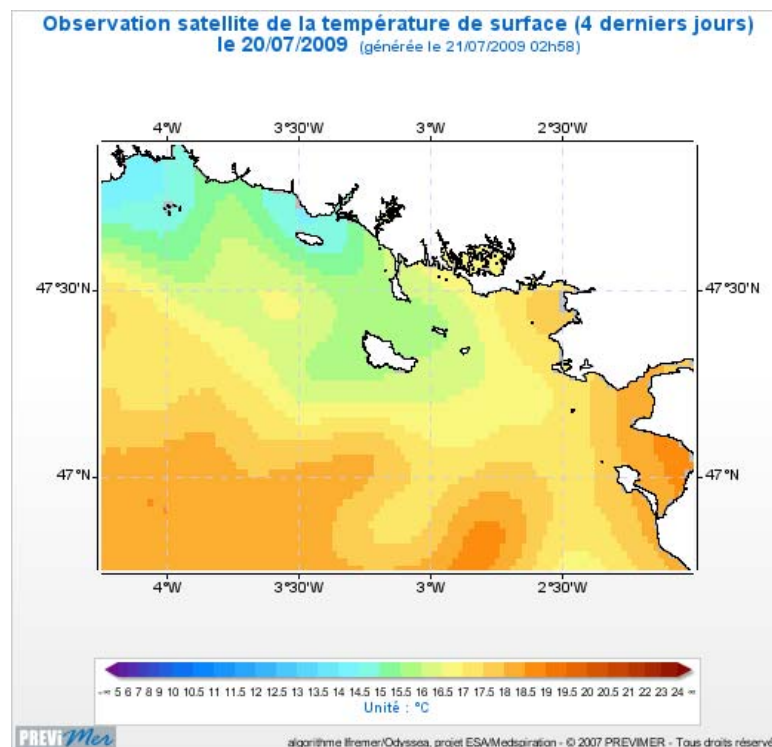 Observation satellite de la température de surface (4 derniers jours)
le 20/07/2009 (générée le 21/07/2009 02h58)
4°W 3°30'W 3°W 2°30'W
47°30'N 47°30'N
47°N 47°N
4°W 3°30'W 3°W 2°30'W
-∞ 5 6 7 8 9 10 10.5 11 11.5 12 12.5 13 13.5 14 14.5 15 15.5 16 16.5 17 17.5 18 18.5 19 19.5 20 20.5 21 22 23 24 ∞
Unité : °C
PREViMer algorithme Ifremer/Odyssea, projet ESA/Medspiration - © 2007 PREVIMER - Tous droits réservé